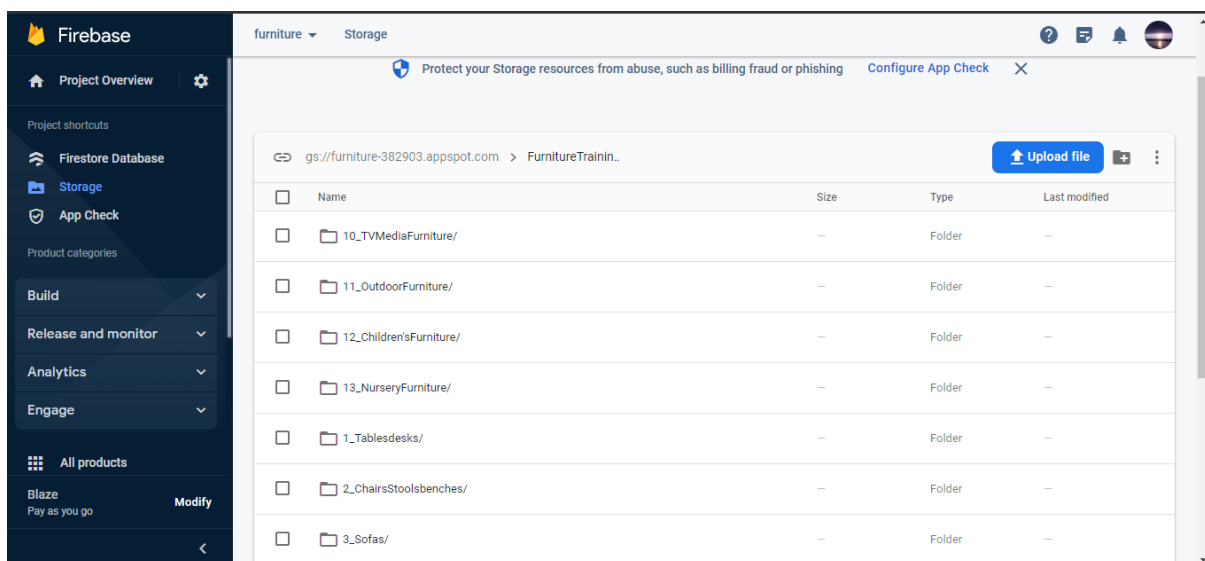 Firebase
furniture Storage
Protect your Storage resources from abuse, such as billing fraud or phishing Configure App Check
Project Overview
Project shortcuts
Firestore Database
Storage
App Check
Product categories
Build
Release and monitor
Analytics
Engage
All products
Blaze
Pay as you go
Modify
gs://furniture-382903.appspot.com > FurnitureTrainin..
Upload file
Name Size Type Last modified
10_TVMediaFurniture/ — Folder —
11_OutdoorFurniture/ — Folder —
12_Children'sFurniture/ — Folder —
13_NurseryFurniture/ — Folder —
1_Tablesdesks/ — Folder —
2_ChairsStoolsbenches/ — Folder —
3_Sofas/ — Folder —